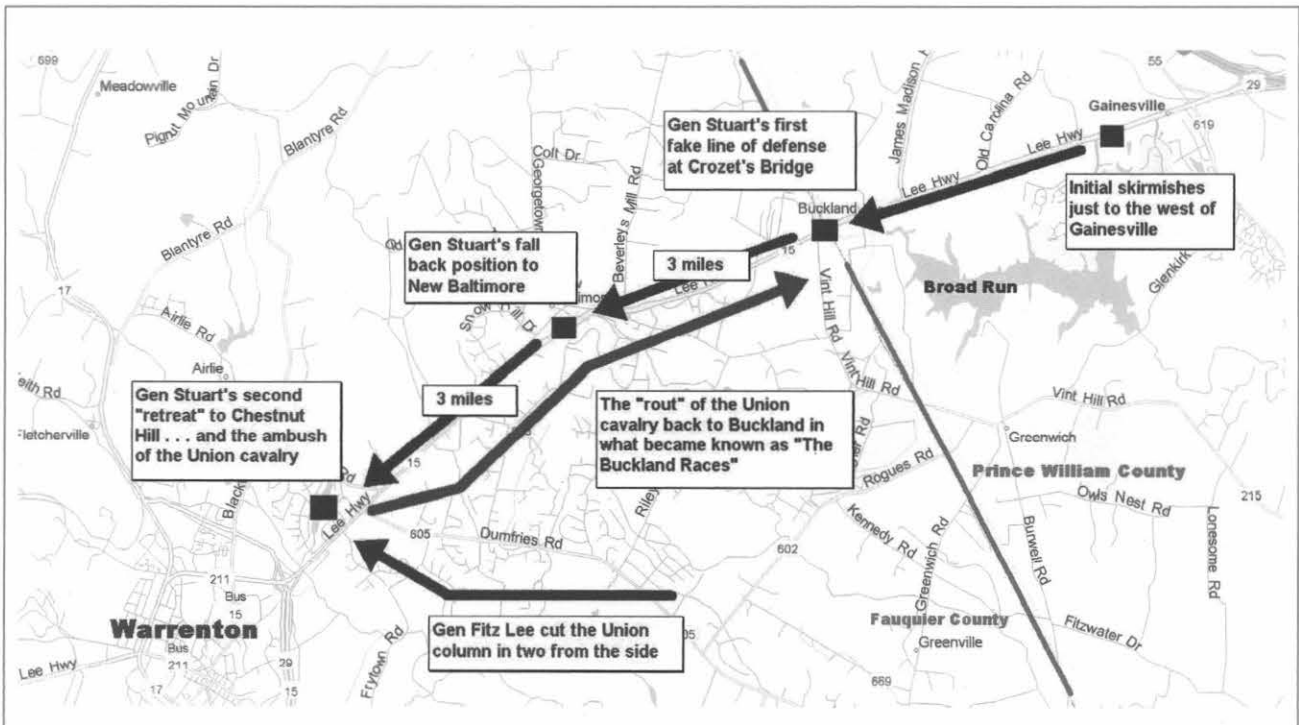 699
Meadowville
Pignut Mountain Dr
Blantyre Rd
Blantyre Rd
17
Airlie Rd
Airlie
Fletcherville
Colt Dr
Georgetown
Beverleys Mill Rd
Gen Stuart's first
fake line of defense
at Crozet's Bridge
James Madison
Old Carolina Rd
55
29
Gainesville
619
Lee Hwy
Lee Hwy
Buckland
Initial skirmishes
just to the west of
Gainesville
Glenkirk
Gen Stuart's fall
back position to
New Baltimore
3 miles
15
Broad Run
Vint Hill Rd
Vint Hill Rd
Vint Hill Rd
Greenwich
Gen Stuart's second
"retreat" to Chestnut
Hill . . . and the ambush
of the Union cavalry
3 miles
The "rout" of the Union
cavalry back to Buckland in
what became known as "The
Buckland Races"
15
Rogues Rd
Prince William County
Owls Nest Rd
215
Lonesome Rd
Riley
Kennedy Rd
Greenwich Rd
Burwell Rd
Lee Hwy
605
Dumfries Rd
602
211
Bus
15
Warrenton
Bus
211
Lee Hwy
17
15
29
15
Frytown Rd
Gen Fitz Lee cut the Union
column in two from the side
Fauquier County
Greenville
Fitzwater Dr
669